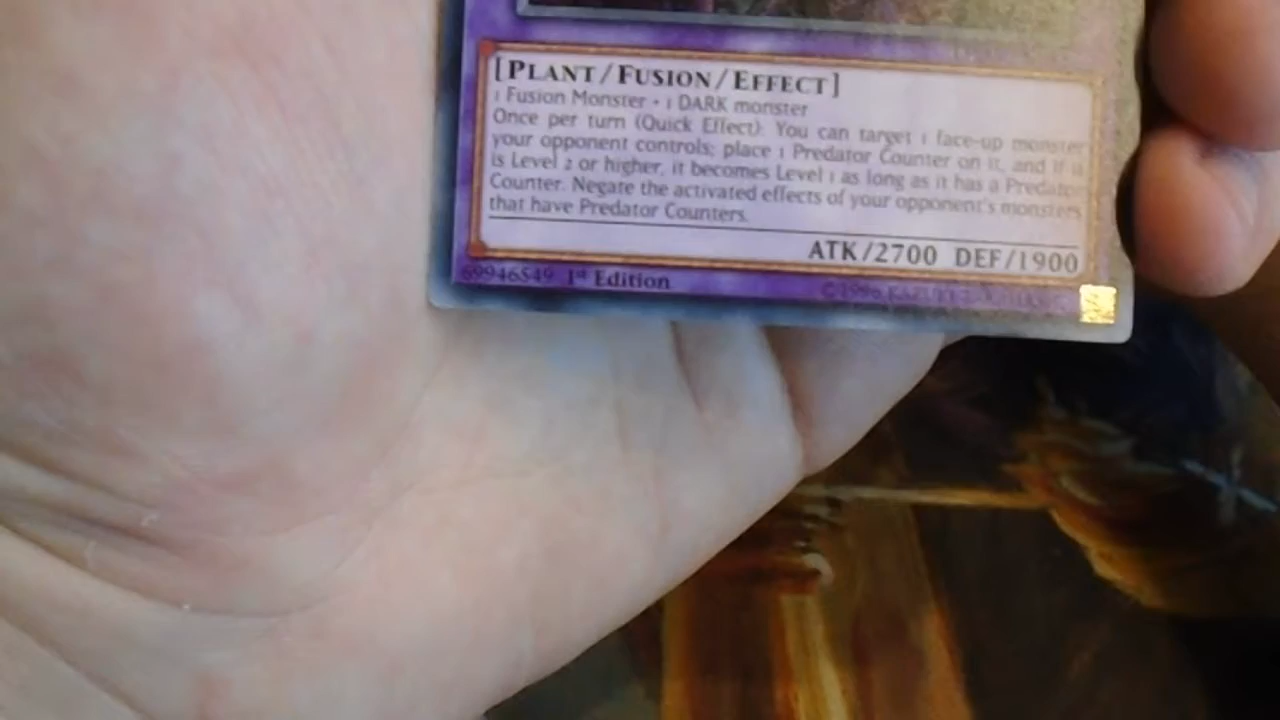 [PLANT/FUSION/EFFECT]
1 Fusion Monster + 1 DARK monster
Once per turn (Quick Effect): You can target 1 face-up monster
your opponent controls; place 1 Predator Counter on it, and if it
is Level 2 or higher, it becomes Level 1 as long as it has a Predator
Counter. Negate the activated effects of your opponent's monsters
that have Predator Counters.
ATK/2700 DEF/1900
69946549 1st Edition
©1996